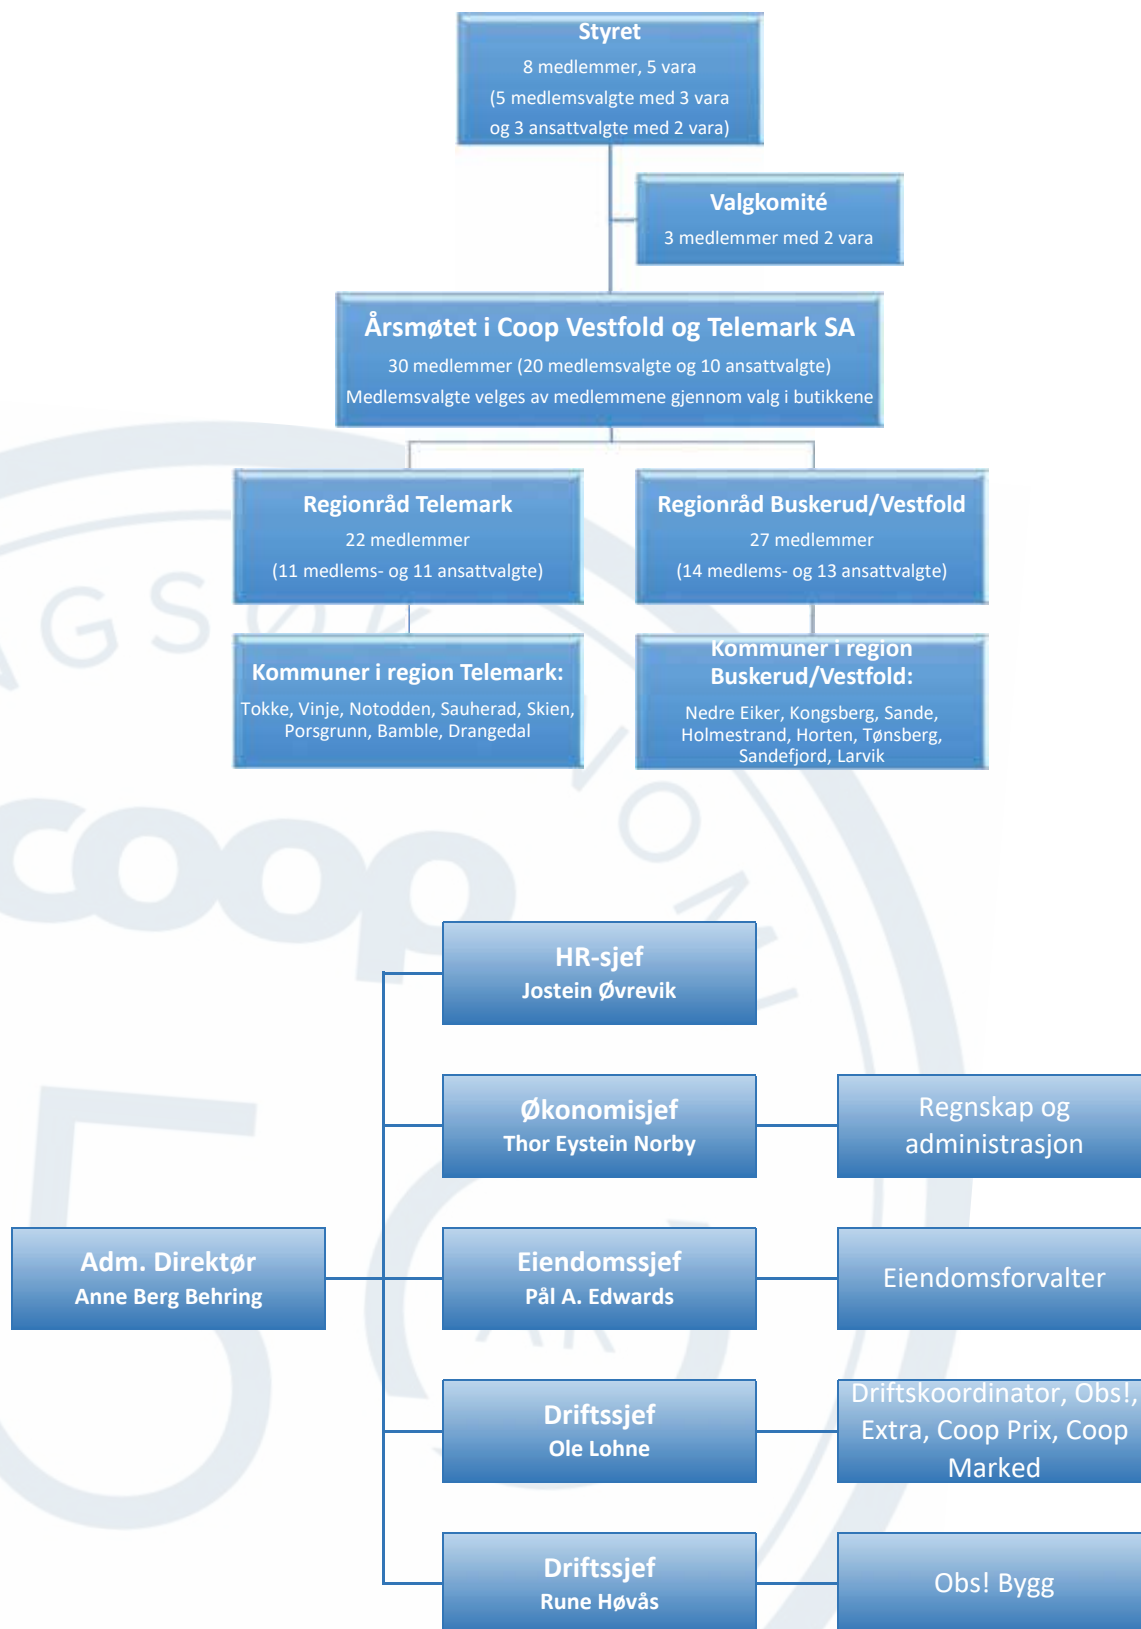 Styret
8 medlemmer, 5 vara
(5 medlemsvalgte med 3 vara
og 3 ansattvalgte med 2 vara)
Valgkomité
3 medlemmer med 2 vara
Årsmøtet i Coop Vestfold og Telemark SA
30 medlemmer (20 medlemsvalgte og 10 ansattvalgte)
Medlemsvalgte velges av medlemmene gjennom valg i butikkene
Regionråd Telemark
22 medlemmer
(11 medlems- og 11 ansattvalgte)
Regionråd Buskerud/Vestfold
27 medlemmer
(14 medlems- og 13 ansattvalgte)
Kommuner i region Telemark:
Tokke, Vinje, Notodden, Sauherad, Skien,
Porsgrunn, Bamble, Drangedal
Kommuner i region
Buskerud/Vestfold:
Nedre Eiker, Kongsberg, Sande,
Holmestrand, Horten, Tønsberg,
Sandefjord, Larvik
coop
HR-sjef
Jostein Øvrevik
Økonomisjef
Thor Eystein Norby
Regnskap og
administrasjon
Adm. Direktør
Anne Berg Behring
Eiendomssjef
Pål A. Edwards
Eiendomsforvalter
Driftssjef
Ole Lohne
Driftskoordinator, Obs!,
Extra, Coop Prix, Coop
Marked
Driftssjef
Rune Høvås
Obs! Bygg